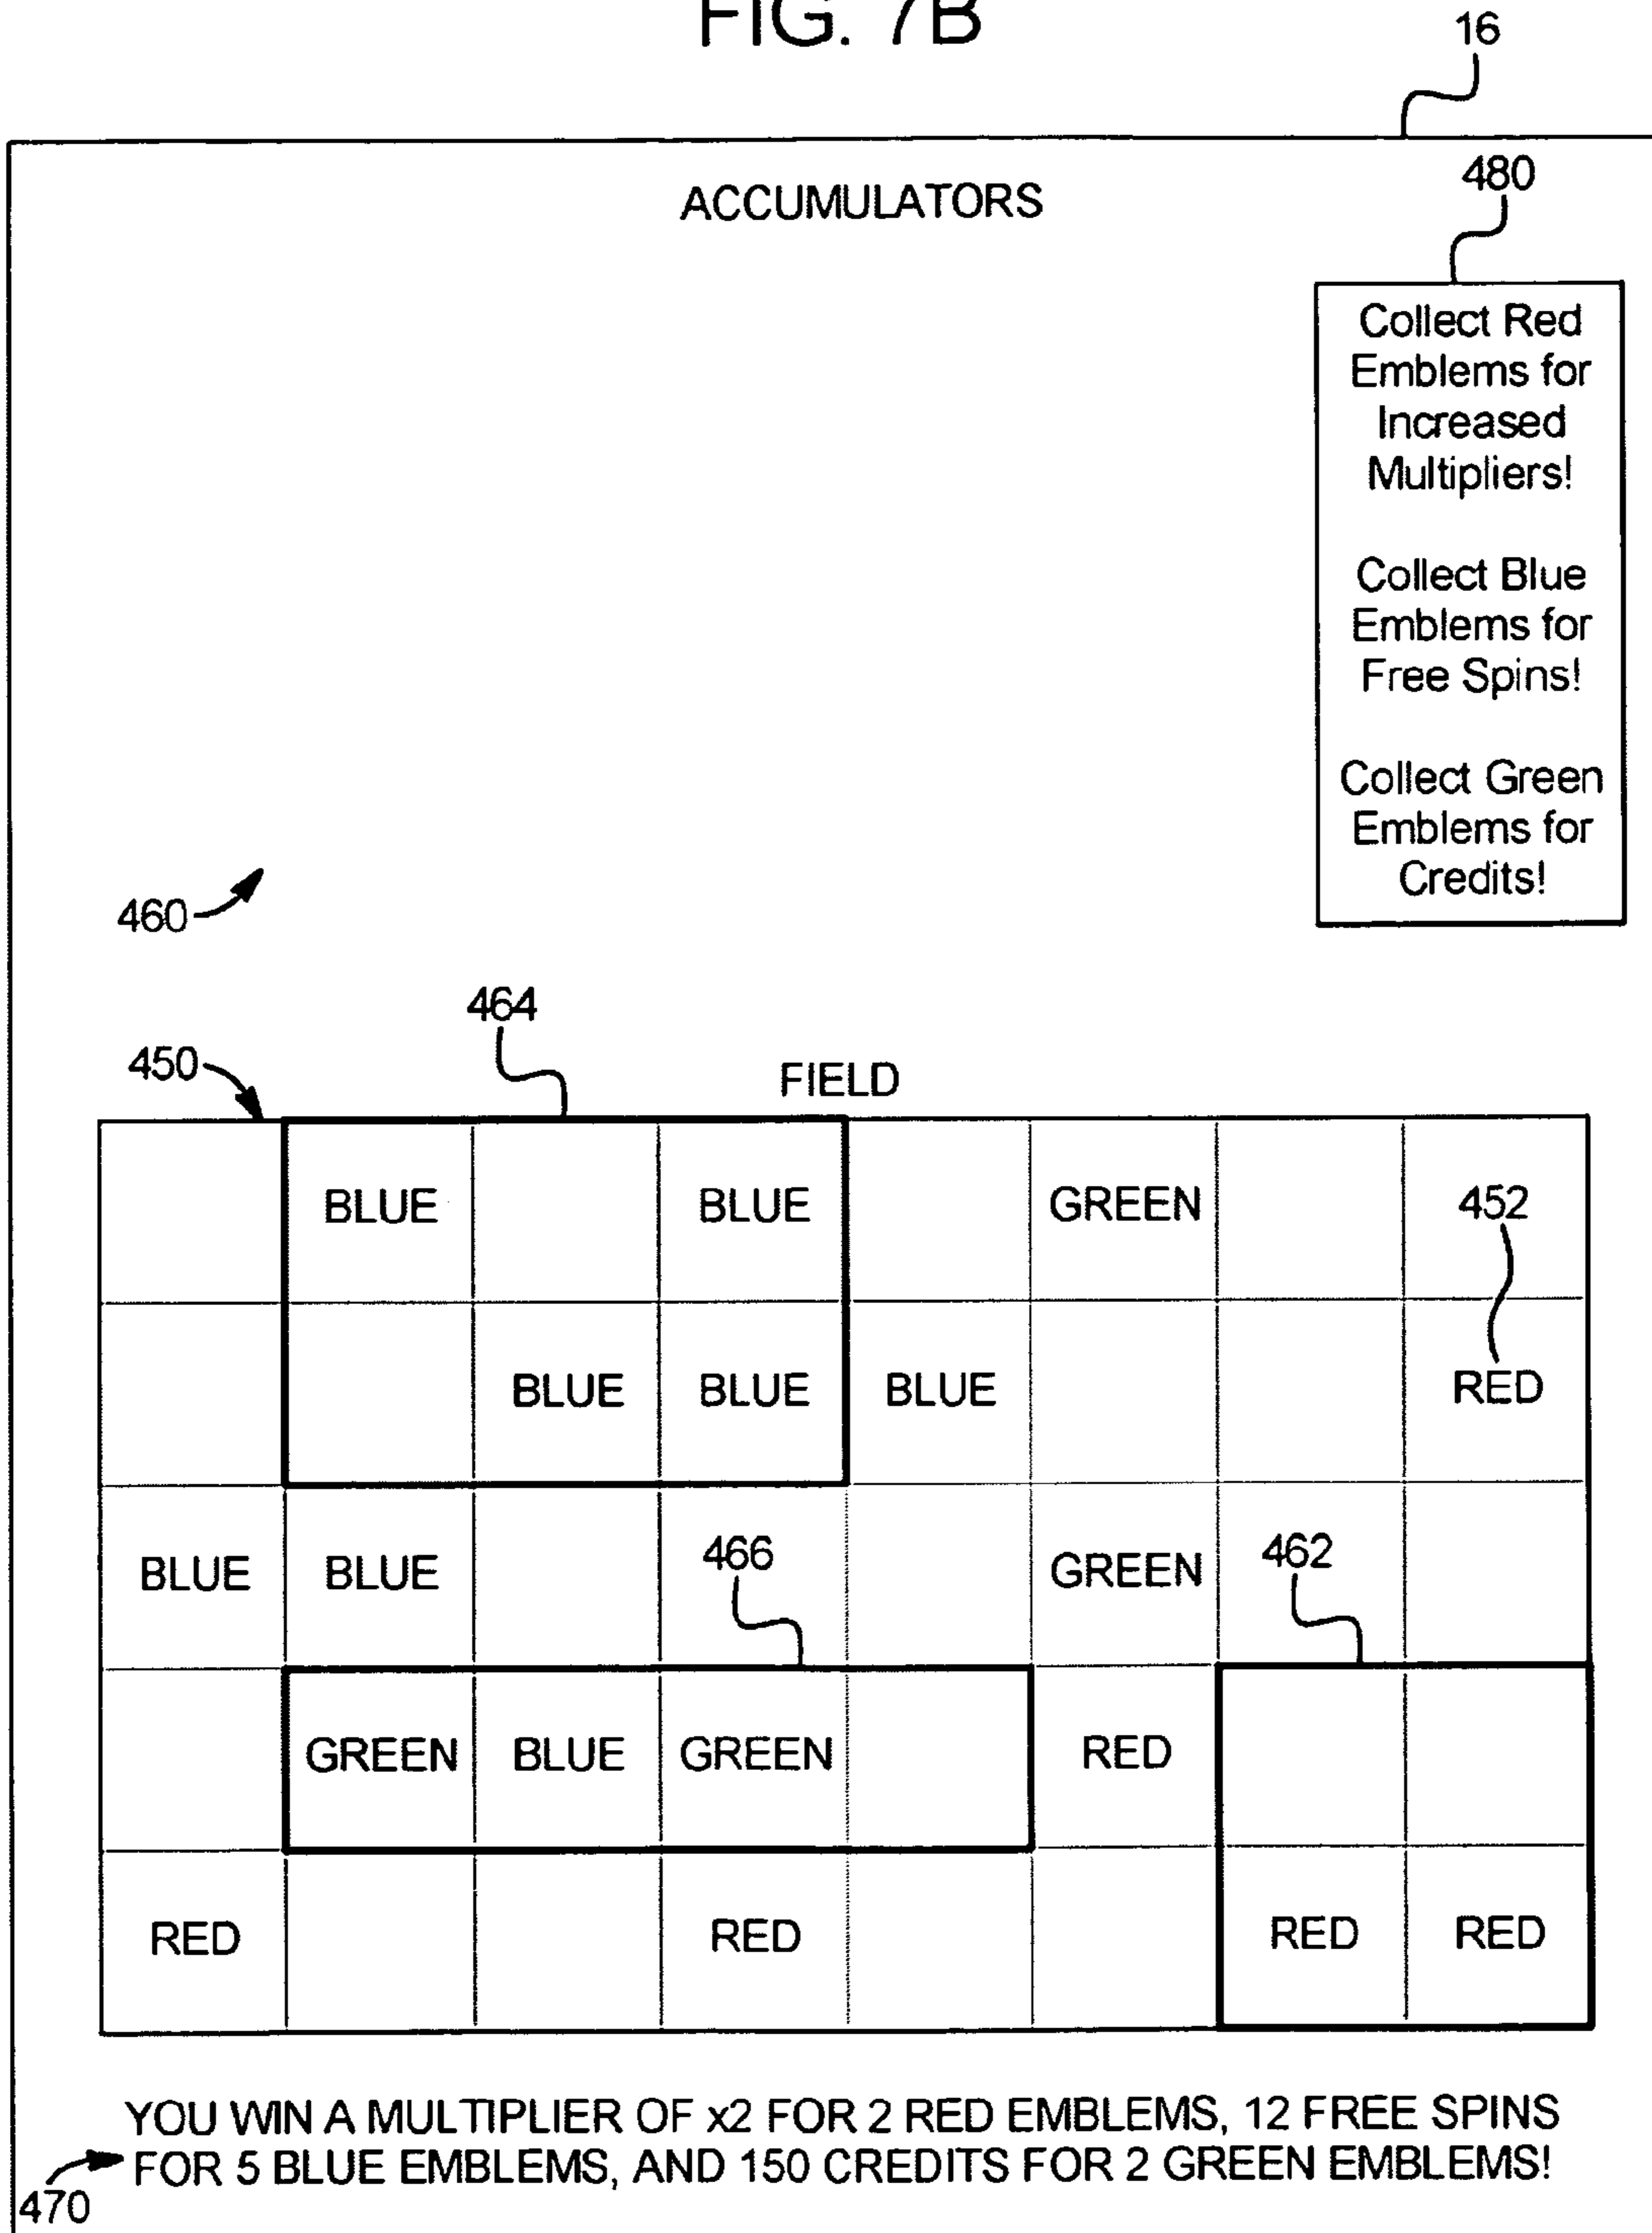 FIG. 7B
16
ACCUMULATORS
480
Collect Red
Emblems for
Increased
Multipliers!
Collect Blue
Emblems for
Free Spins!
Collect Green
Emblems for
Credits!
460
464
450
FIELD
BLUE BLUE GREEN 452
BLUE BLUE BLUE RED
BLUE BLUE 466 GREEN 462
GREEN BLUE GREEN RED
RED RED RED RED
YOU WIN A MULTIPLIER OF x2 FOR 2 RED EMBLEMS, 12 FREE SPINS
FOR 5 BLUE EMBLEMS, AND 150 CREDITS FOR 2 GREEN EMBLEMS!
470